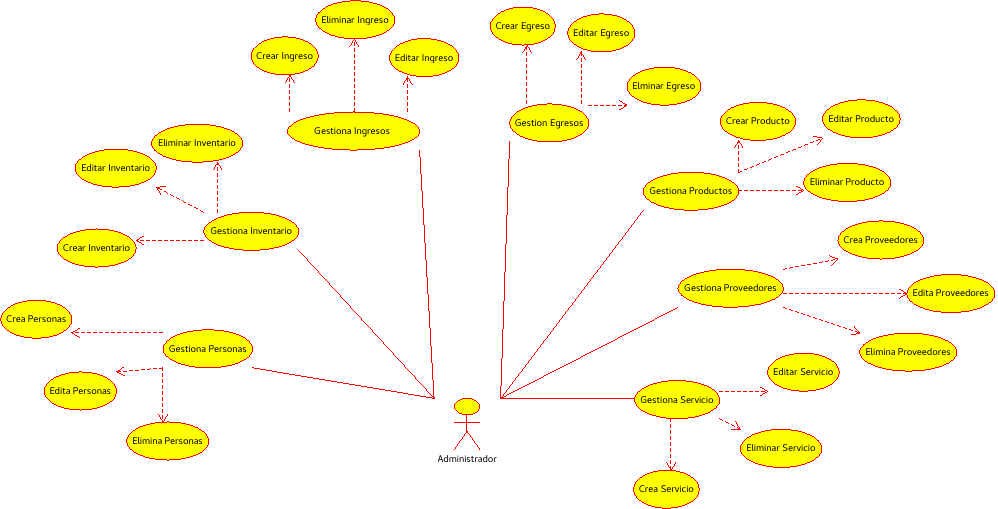 Eliminar Ingreso
Crear Egreso
Editar Egreso
Crear Ingreso
Editar Ingreso
Elminar Egreso
Gestiona Ingresos
Gestion Egresos
Crear Producto
Editar Producto
Eliminar Inventario
Editar Inventario
Eliminar Producto
Gestiona Productos
Gestiona Inventario
Crear Inventario
Crea Proveedores
Gestiona Proveedores
Edita Proveedores
Crea Personas
Gestiona Personas
Elimina Proveedores
Editar Servicio
Edita Personas
Gestiona Servicio
Elimina Personas
Eliminar Servicio
Administrador
Crea Servicio